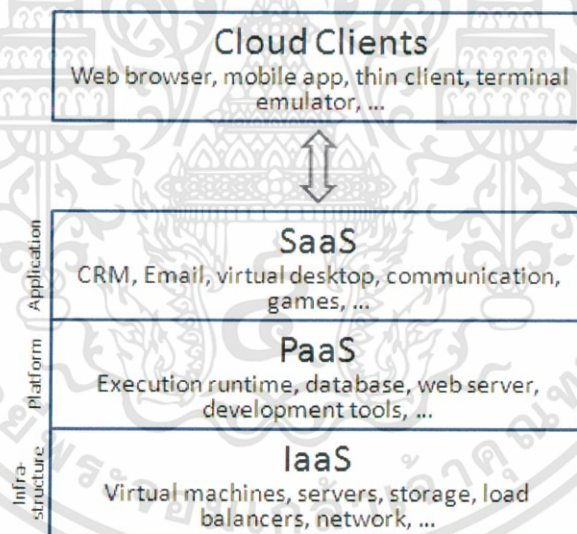 Cloud Clients
Web browser, mobile app, thin client, terminal
emulator, ...
Application
SaaS
CRM, Email, virtual desktop, communication,
games, ...
Platform
PaaS
Execution runtime, database, web server,
development tools, ...
Infra-
structure
IaaS
Virtual machines, servers, storage, load
balancers, network, ...